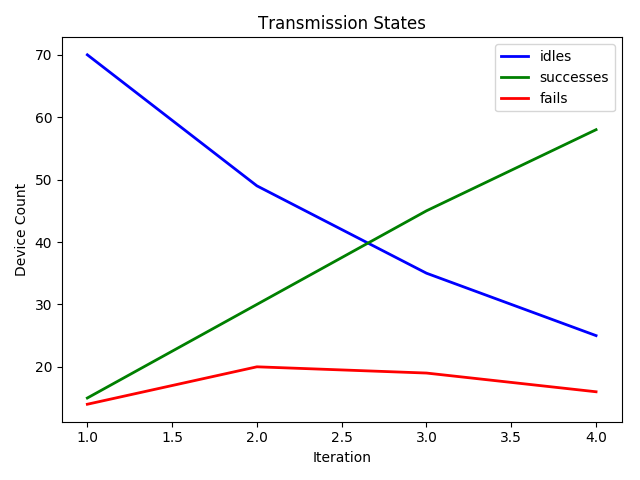 Transmission States
idles
successes
fails
Device Count
70
60
50
40
30
20
1.0 1.5 2.0 2.5 3.0 3.5 4.0
Iteration